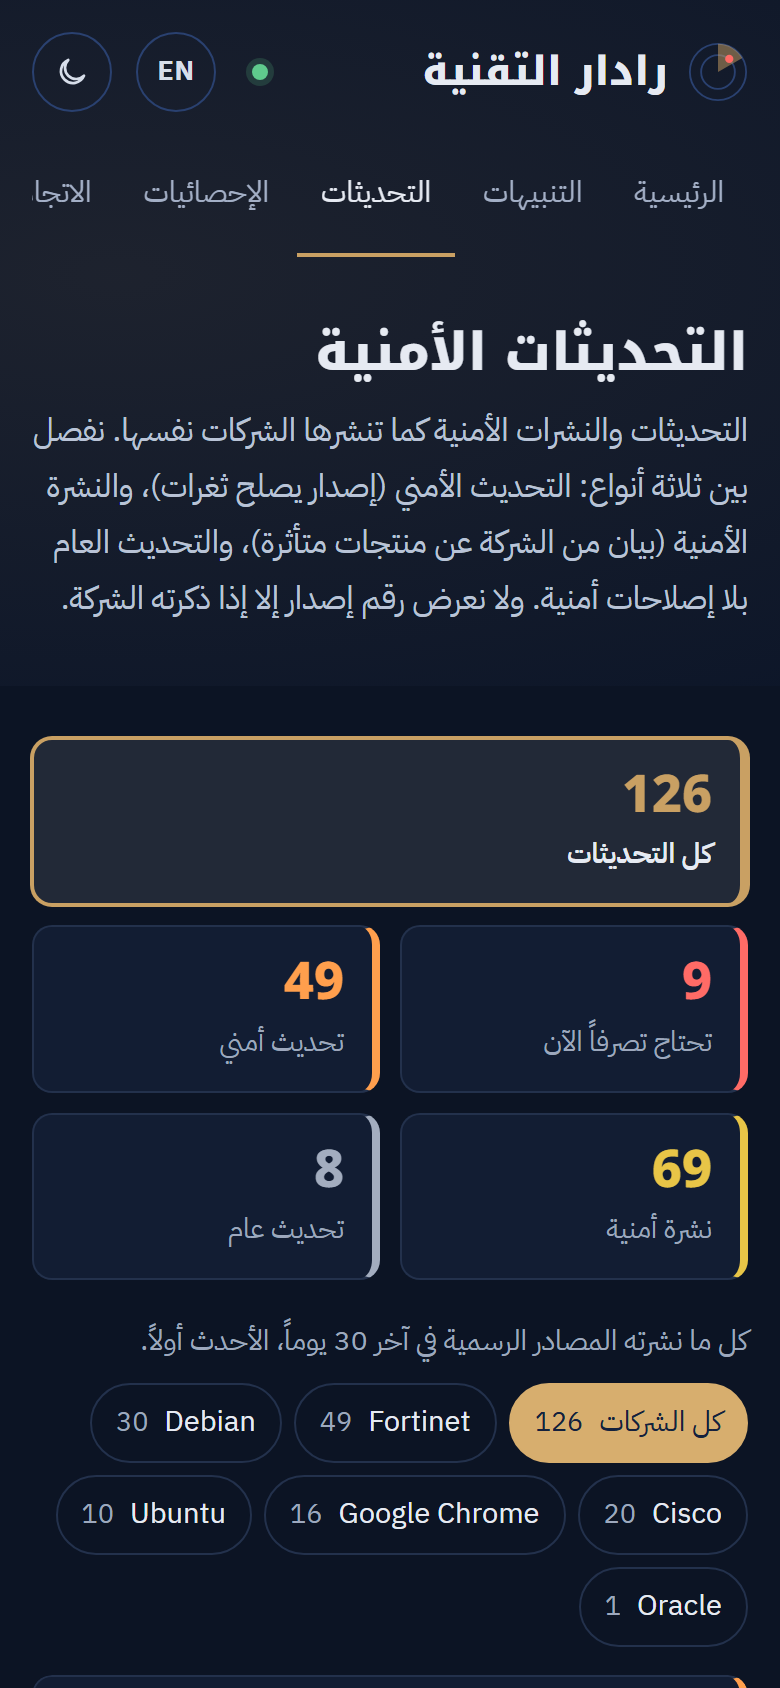 رادار التقنية
EN
الرئيسية
التنبيهات
التحديثات
الإحصائيات
التحديثات الأمنية
التحديثات والنشرات الأمنية كما تنشرها الشركات نفسها. نفصل
بين ثلاثة أنواع: التحديث الأمني (إصدار يصلح ثغرات)، والنشرة
الأمنية (بيان من الشركة عن منتجات متأثرة)، والتحديث العام
بلا إصلاحات أمنية. ولا نعرض رقم إصدار إلا إذا ذكرته الشركة.
126
كل التحديثات
9
تحتاج تصرفاً الآن
49
تحديث أمني
69
نشرة أمنية
8
تحديث عام
كل ما نشرته المصادر الرسمية في آخر 30 يوماً، الأحدث أولاً.
كل الشركات 126
Fortinet 49
Debian 30
Cisco 20
Google Chrome 16
Ubuntu 10
Oracle 1